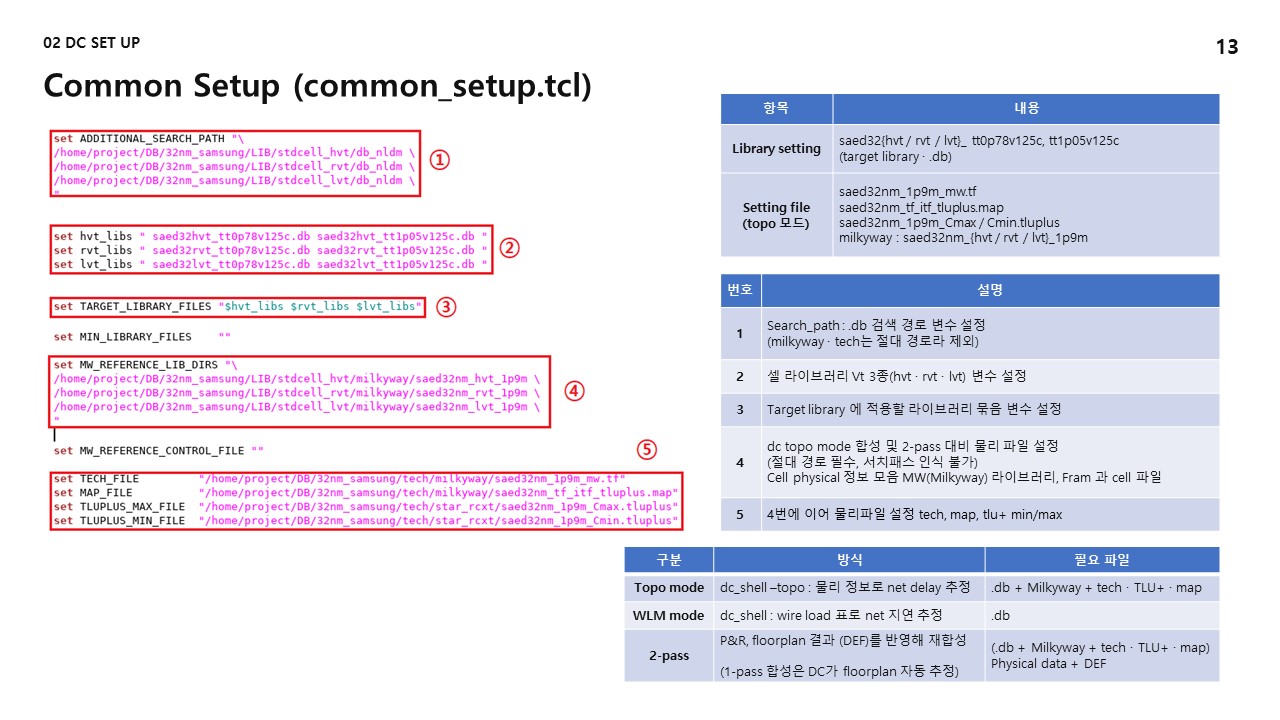 02 DC SET UP
13
Common Setup (common_setup.tcl)
set ADDITIONAL_SEARCH_PATH "\
/home/project/DB/32nm_samsung/LIB/stdcell_hvt/db_nldm \
/home/project/DB/32nm_samsung/LIB/stdcell_rvt/db_nldm \
/home/project/DB/32nm_samsung/LIB/stdcell_lvt/db_nldm \
"
①
set hvt_libs " saed32hvt_tt0p78v125c.db saed32hvt_tt1p05v125c.db "
set rvt_libs " saed32rvt_tt0p78v125c.db saed32rvt_tt1p05v125c.db "
set lvt_libs " saed32lvt_tt0p78v125c.db saed32lvt_tt1p05v125c.db "
②
set TARGET_LIBRARY_FILES "$hvt_libs $rvt_libs $lvt_libs"
③
set MIN_LIBRARY_FILES ""
set MW_REFERENCE_LIB_DIRS "\
/home/project/DB/32nm_samsung/LIB/stdcell_hvt/milkyway/saed32nm_hvt_1p9m \
/home/project/DB/32nm_samsung/LIB/stdcell_rvt/milkyway/saed32nm_rvt_1p9m \
/home/project/DB/32nm_samsung/LIB/stdcell_lvt/milkyway/saed32nm_lvt_1p9m \
"
④
set MW_REFERENCE_CONTROL_FILE ""
⑤
set TECH_FILE "/home/project/DB/32nm_samsung/tech/milkyway/saed32nm_1p9m_mw.tf"
set MAP_FILE "/home/project/DB/32nm_samsung/tech/milkyway/saed32nm_tf_itf_tluplus.map"
set TLUPLUS_MAX_FILE "/home/project/DB/32nm_samsung/tech/star_rcxt/saed32nm_1p9m_Cmax.tluplus"
set TLUPLUS_MIN_FILE "/home/project/DB/32nm_samsung/tech/star_rcxt/saed32nm_1p9m_Cmin.tluplus"
항목 내용
Library setting saed32{hvt / rvt / lvt}_ tt0p78v125c, tt1p05v125c
(target library · .db)
Setting file
(topo 모드)
saed32nm_1p9m_mw.tf
saed32nm_tf_itf_tluplus.map
saed32nm_1p9m_Cmax / Cmin.tluplus
milkyway : saed32nm_{hvt / rvt / lvt}_1p9m
번호 설명
1 Search_path : .db 검색 경로 변수 설정
(milkyway · tech는 절대 경로라 제외)
2 셀 라이브러리 Vt 3종(hvt · rvt · lvt) 변수 설정
3 Target library 에 적용할 라이브러리 묶음 변수 설정
4 dc topo mode 합성 및 2-pass 대비 물리 파일 설정
(절대 경로 필수, 서치패스 인식 불가)
Cell physical 정보 모음 MW(Milkyway) 라이브러리, Fram 과 cell 파일
5 4번에 이어 물리파일 설정 tech, map, tlu+ min/max
구분 방식 필요 파일
Topo mode dc_shell –topo : 물리 정보로 net delay 추정 .db + Milkyway + tech · TLU+ · map
WLM mode dc_shell : wire load 표로 net 지연 추정 .db
2-pass P&R, floorplan 결과 (DEF)를 반영해 재합성
(1-pass 합성은 DC가 floorplan 자동 추정)
(.db + Milkyway + tech · TLU+ · map)
Physical data + DEF